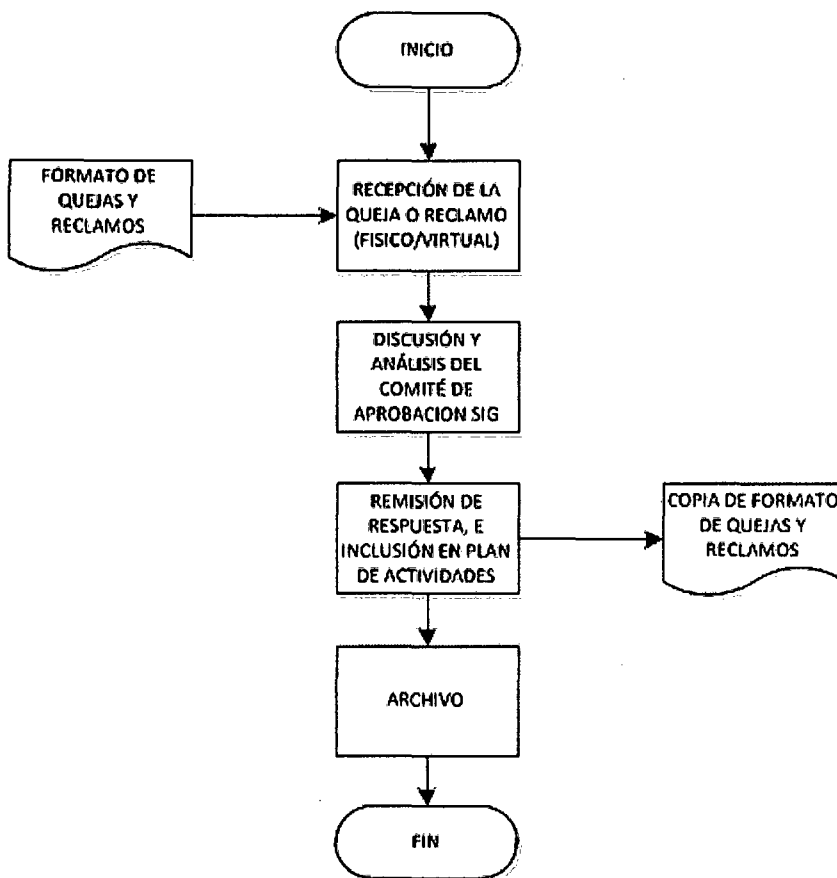 INICIO
FORMATO DE
QUEJAS Y
RECLAMOS
RECEPCIÓN DE LA
QUEJA O RECLAMO
(FISICO/VIRTUAL)
DISCUSIÓN Y
ANÁLISIS DEL
COMITÉ DE
APROBACION SIG
REMISIÓN DE
RESPUESTA, E
INCLUSIÓN EN PLAN
DE ACTIVIDADES
COPIA DE FORMATO
DE QUEJAS Y
RECLAMOS
ARCHIVO
FIN